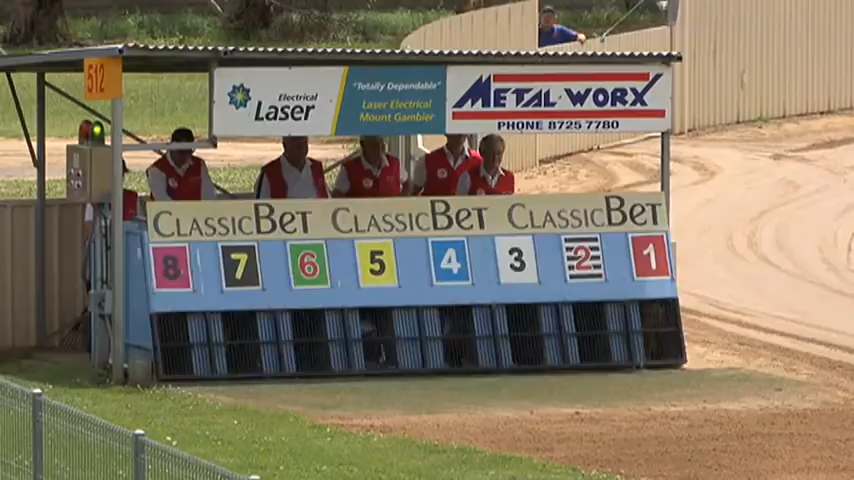 512
Electrical
Laser
"Totally Dependable"
Laser Electrical
Mount Gambier
METAL-WORX
PHONE 8725 7780
CLASSICBET CLASSICBET CLASSICBET
8 7 6 5 4 3 2 1